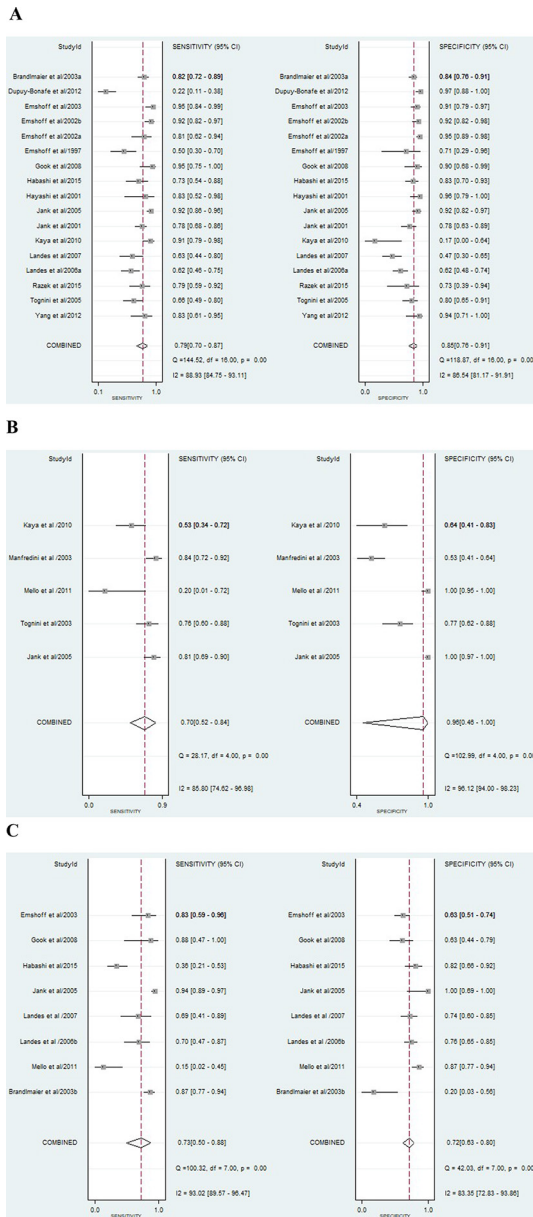 A
StudyId SENSITIVITY (95% CI)
Brandlmaier et al/2003a 0.82 [0.72 - 0.89]
Dupuy-Bonafe et al/2012 0.22 [0.11 - 0.38]
Emshoff et al/2003 0.95 [0.84 - 0.99]
Emshoff et al/2002b 0.92 [0.82 - 0.97]
Emshoff et al/2002a 0.81 [0.62 - 0.94]
Emshoff et al/1997 0.50 [0.30 - 0.70]
Gook et al/2008 0.95 [0.75 - 1.00]
Habashi et al/2015 0.73 [0.54 - 0.88]
Hayashi et al/2001 0.83 [0.52 - 0.98]
Jank et al/2005 0.92 [0.86 - 0.96]
Jank et al/2001 0.78 [0.68 - 0.86]
Kaya et al/2010 0.91 [0.79 - 0.98]
Landes et al/2007 0.63 [0.44 - 0.80]
Landes et al/2006a 0.62 [0.46 - 0.75]
Razek et al/2015 0.79 [0.59 - 0.92]
Tognini et al/2005 0.66 [0.49 - 0.80]
Yang et al/2012 0.83 [0.61 - 0.95]
COMBINED 0.79[0.70 - 0.87]
Q =144.52, df = 16.00, p = 0.00
I2 = 88.93 [84.75 - 93.11]
0.1 1.0
SENSITIVITY
StudyId SPECIFICITY (95% CI)
Brandlmaier et al/2003a 0.84 [0.76 - 0.91]
Dupuy-Bonafe et al/2012 0.97 [0.88 - 1.00]
Emshoff et al/2003 0.91 [0.79 - 0.97]
Emshoff et al/2002b 0.92 [0.82 - 0.98]
Emshoff et al/2002a 0.95 [0.89 - 0.98]
Emshoff et al/1997 0.71 [0.29 - 0.96]
Gook et al/2008 0.90 [0.68 - 0.99]
Habashi et al/2015 0.83 [0.70 - 0.93]
Hayashi et al/2001 0.96 [0.79 - 1.00]
Jank et al/2005 0.92 [0.82 - 0.97]
Jank et al/2001 0.78 [0.63 - 0.89]
Kaya et al/2010 0.17 [0.00 - 0.64]
Landes et al/2007 0.47 [0.30 - 0.65]
Landes et al/2006a 0.62 [0.48 - 0.74]
Razek et al/2015 0.73 [0.39 - 0.94]
Tognini et al/2005 0.80 [0.65 - 0.91]
Yang et al/2012 0.94 [0.71 - 1.00]
COMBINED 0.85[0.76 - 0.91]
Q =118.87, df = 16.00, p = 0.00
I2 = 86.54 [81.17 - 91.91]
0.0 1.0
SPECIFICITY
B
StudyId SENSITIVITY (95% CI)
Kaya et al /2010 0.53 [0.34 - 0.72]
Manfredini et al /2003 0.84 [0.72 - 0.92]
Mello et al /2011 0.20 [0.01 - 0.72]
Tognini et al/2003 0.76 [0.60 - 0.88]
Jank et al/2005 0.81 [0.69 - 0.90]
COMBINED 0.70[0.52 - 0.84]
Q = 28.17, df = 4.00, p = 0.00
I2 = 85.80 [74.62 - 96.98]
0.0 0.9
SENSITIVITY
StudyId SPECIFICITY (95% CI)
Kaya et al /2010 0.64 [0.41 - 0.83]
Manfredini et al /2003 0.53 [0.41 - 0.64]
Mello et al /2011 1.00 [0.95 - 1.00]
Tognini et al/2003 0.77 [0.62 - 0.88]
Jank et al/2005 1.00 [0.97 - 1.00]
COMBINED 0.96[0.46 - 1.00]
Q =102.99, df = 4.00, p = 0.00
I2 = 96.12 [94.00 - 98.23]
0.4 1.0
SPECIFICITY
C
StudyId SENSITIVITY (95% CI)
Emshoff et al/2003 0.83 [0.59 - 0.96]
Gook et al/2008 0.88 [0.47 - 1.00]
Habashi et al/2015 0.36 [0.21 - 0.53]
Jank et al/2005 0.94 [0.89 - 0.97]
Landes et al /2007 0.69 [0.41 - 0.89]
Landes et al /2006b 0.70 [0.47 - 0.87]
Mello et al/2011 0.15 [0.02 - 0.45]
Brandlmaier et al/2003b 0.87 [0.77 - 0.94]
COMBINED 0.73[0.50 - 0.88]
Q =100.32, df = 7.00, p = 0.00
I2 = 93.02 [89.57 - 96.47]
0.0 1.0
SENSITIVITY
StudyId SPECIFICITY (95% CI)
Emshoff et al/2003 0.63 [0.51 - 0.74]
Gook et al/2008 0.63 [0.44 - 0.79]
Habashi et al/2015 0.82 [0.66 - 0.92]
Jank et al/2005 1.00 [0.69 - 1.00]
Landes et al /2007 0.74 [0.60 - 0.85]
Landes et al /2006b 0.76 [0.65 - 0.85]
Mello et al/2011 0.87 [0.77 - 0.94]
Brandlmaier et al/2003b 0.20 [0.03 - 0.56]
COMBINED 0.72[0.63 - 0.80]
Q = 42.03, df = 7.00, p = 0.00
I2 = 83.35 [72.83 - 93.86]
0.0 1.0
SPECIFICITY